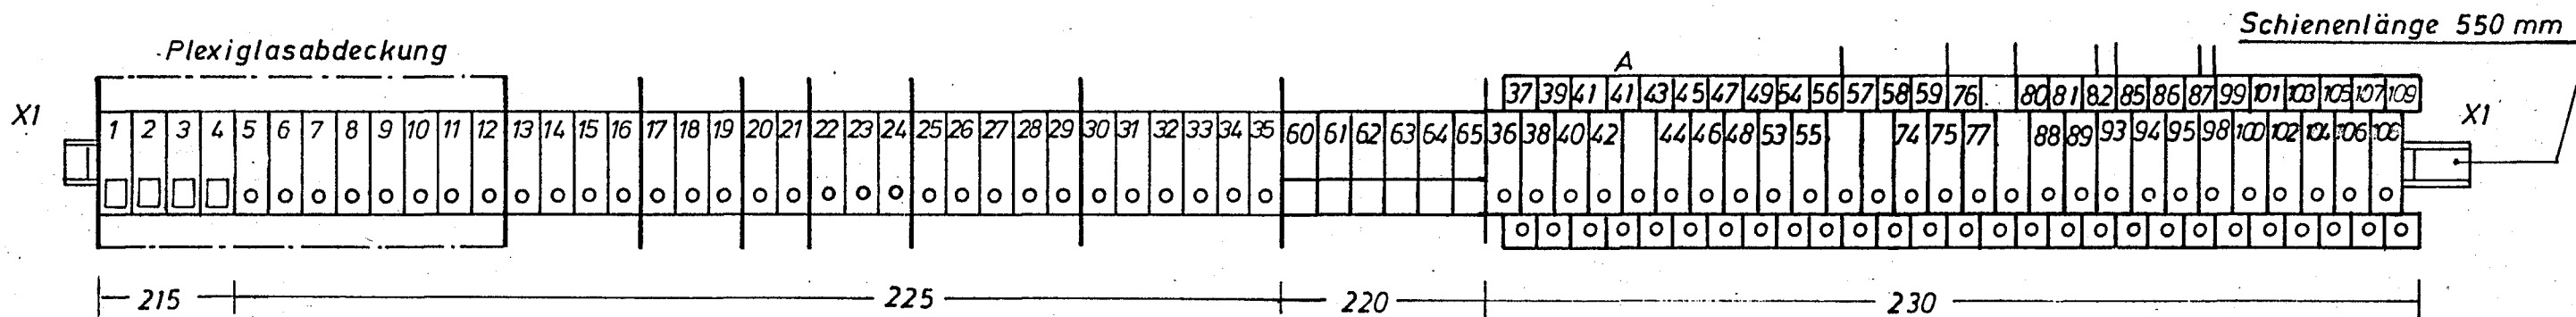 Schienenlänge 550 mm
Plexiglasabdeckung
A
37 39 41 41 43 45 47 49 54 56 57 58 59 76 80 81 82 85 86 87 99 101 103 105 107 109
X1 X1
1 2 3 4 5 6 7 8 9 10 11 12 13 14 15 16 17 18 19 20 21 22 23 24 25 26 27 28 29 30 31 32 33 34 35 60 61 62 63 64 65 36 38 40 42 44 46 48 53 55 74 75 77 88 89 93 94 95 98 100 102 104 106
215 225 220 230